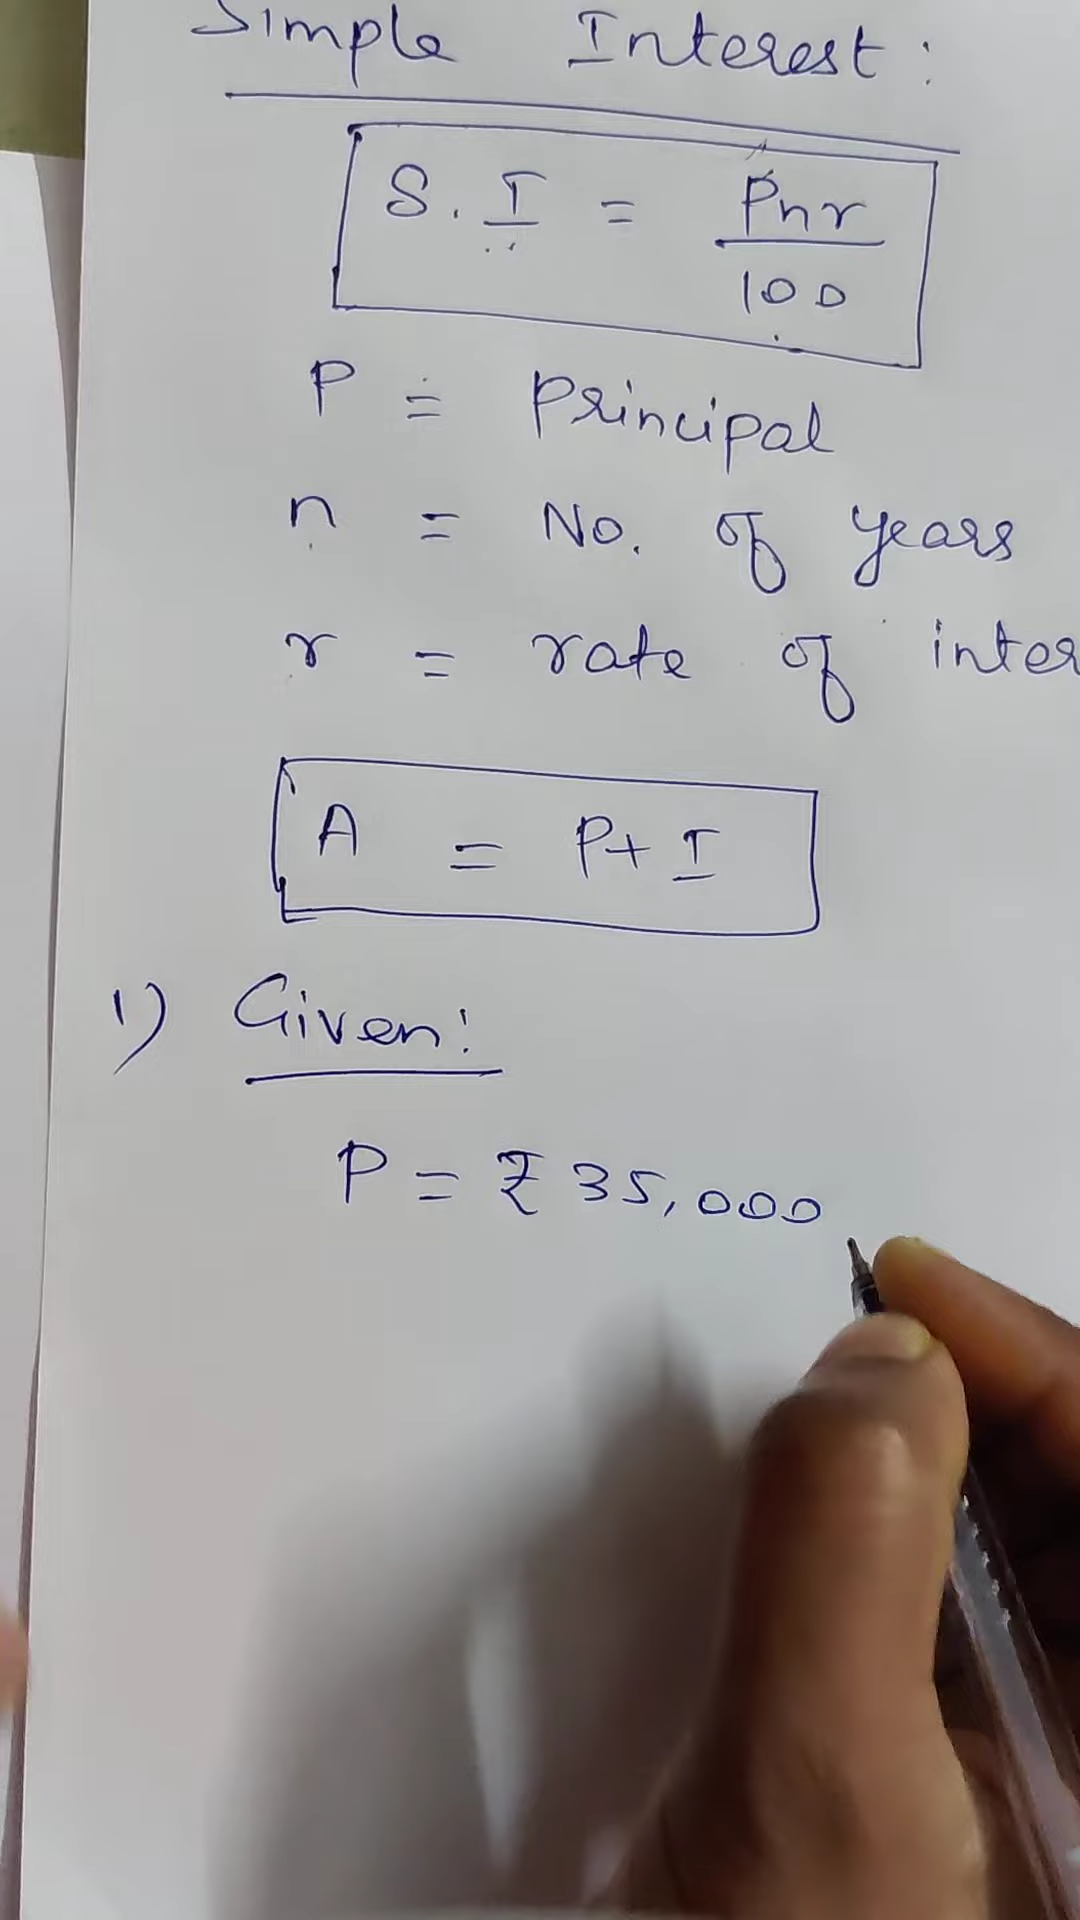 Simple Interest :
S.I = Pnr
100
P = Principal
n = No. of years
r = rate of inter
A = P+I
1) Given:
P = ₹ 35,000